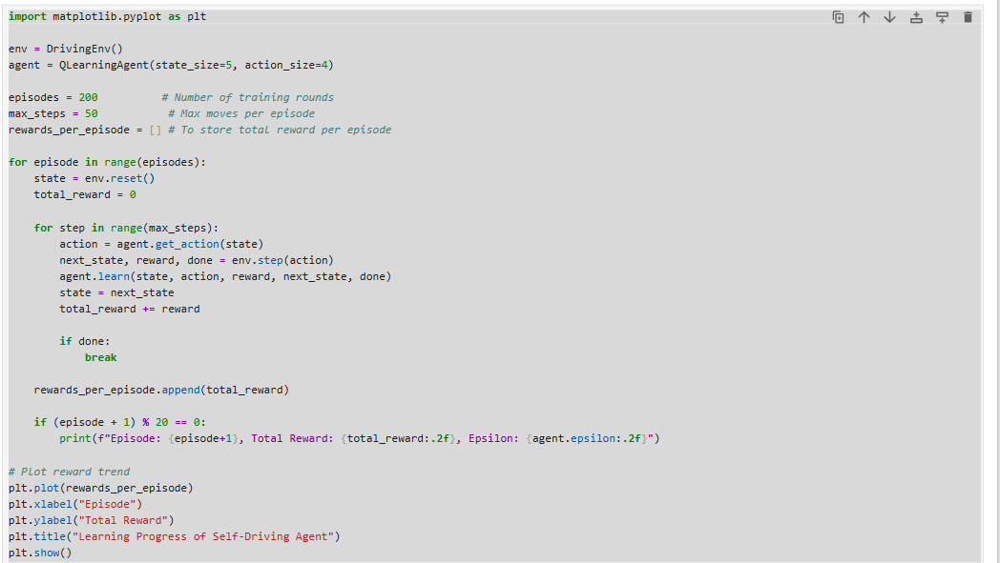 import matplotlib.pyplot as plt
env = DrivingEnv()
agent = QLearningAgent(state_size=5, action_size=4)
episodes = 200          # Number of training rounds
max_steps = 50           # Max moves per episode
rewards_per_episode = [] # To store total reward per episode
for episode in range(episodes):
    state = env.reset()
    total_reward = 0
    for step in range(max_steps):
        action = agent.get_action(state)
        next_state, reward, done = env.step(action)
        agent.learn(state, action, reward, next_state, done)
        state = next_state
        total_reward += reward
        if done:
            break
    rewards_per_episode.append(total_reward)
    if (episode + 1) % 20 == 0:
        print(f"Episode: {episode+1}, Total Reward: {total_reward:.2f}, Epsilon: {agent.epsilon:.2f}")
# Plot reward trend
plt.plot(rewards_per_episode)
plt.xlabel("Episode")
plt.ylabel("Total Reward")
plt.title("Learning Progress of Self-Driving Agent")
plt.show()